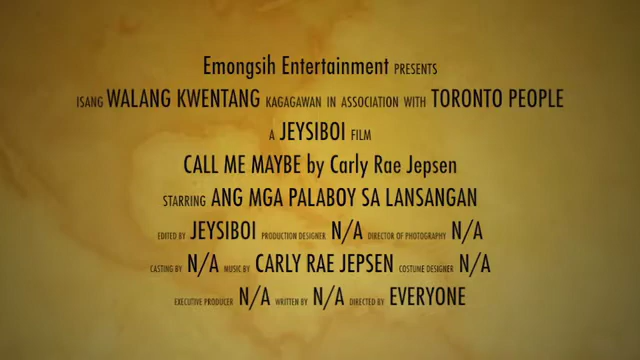 Emongsih Entertainment PRESENTS
ISANG WALANG KWENTANG KAGAGAWAN IN ASSOCIATION WITH TORONTO PEOPLE
A JEYSIBOI FILM
CALL ME MAYBE by Carly Rae Jepsen
STARRING ANG MGA PALABOY SA LANSANGAN
EDITED BY JEYSIBOI PRODUCTION DESIGNER N/A DIRECTOR OF PHOTOGRAPHY N/A
CASTING BY N/A MUSIC BY CARLY RAE JEPSEN COSTUME DESIGNER N/A
EXECUTIVE PRODUCER N/A WRITTEN BY N/A DIRECTED BY EVERYONE